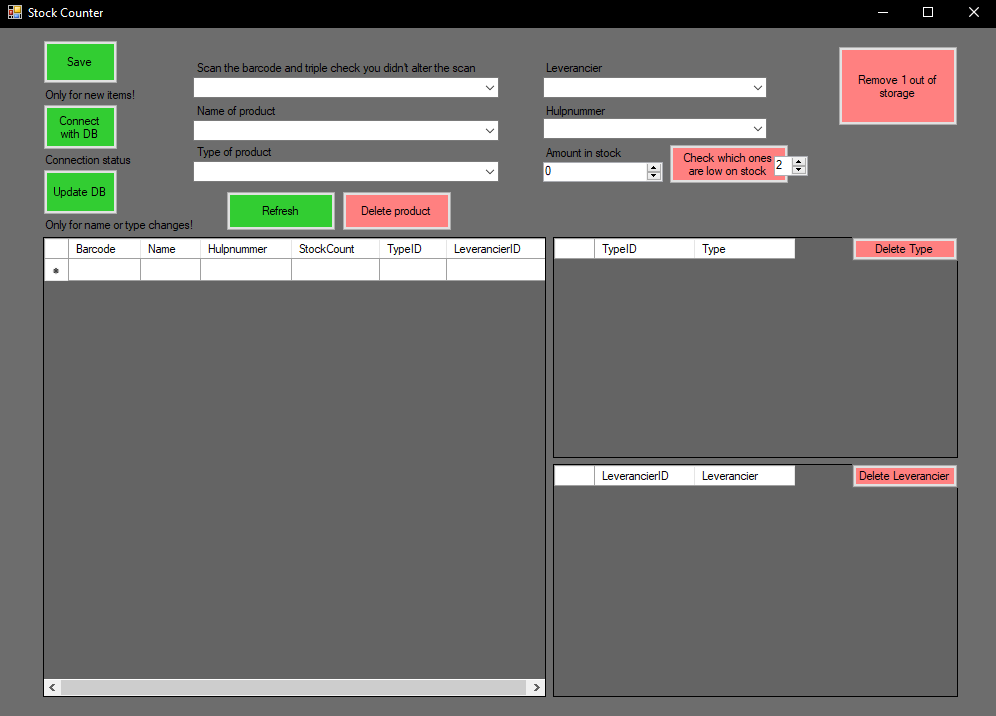 Stock Counter
Save
Only for new items!
Connect
with DB
Connection status
Update DB
Only for name or type changes!
Scan the barcode and triple check you didn't alter the scan
Name of product
Type of product
Refresh
Delete product
Leverancier
Hulpnummer
Amount in stock
0
Check which ones
are low on stock
2
Remove 1 out of
storage
Barcode Name Hulpnummer StockCount TypeID LeverancierID
TypeID Type
Delete Type
LeverancierID Leverancier
Delete Leverancier